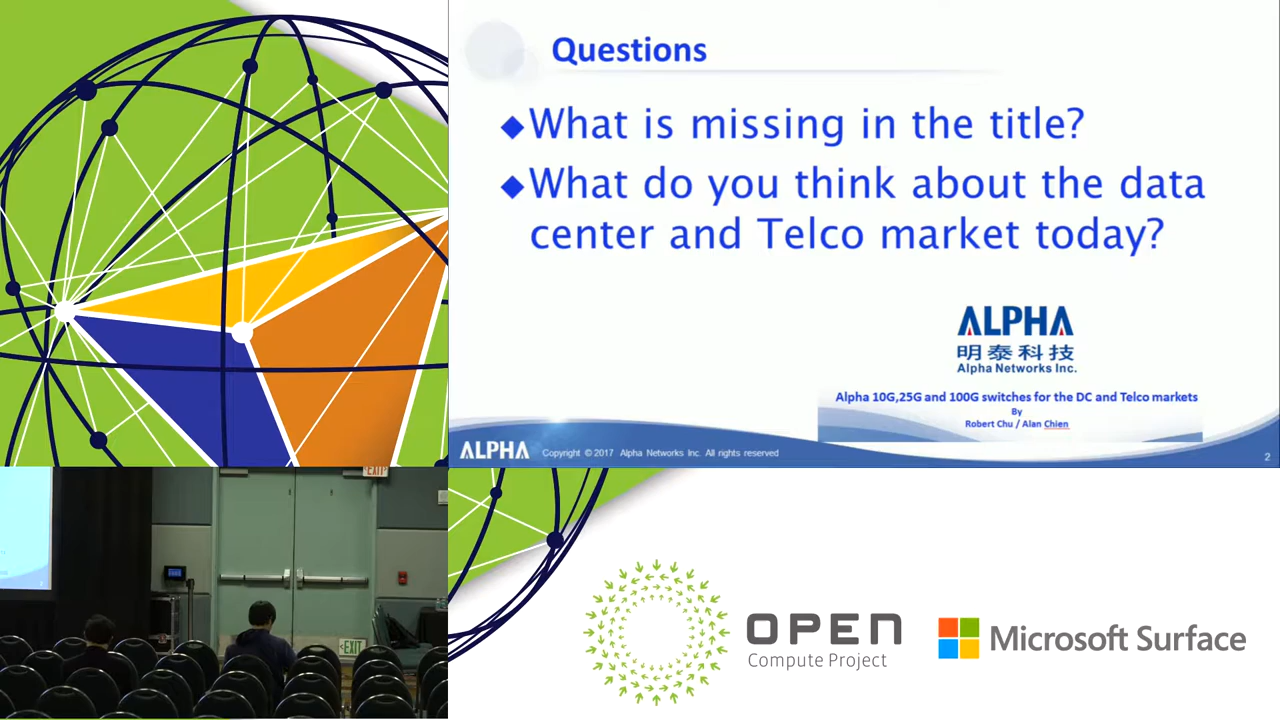 Questions
◆What is missing in the title?
◆What do you think about the data
center and Telco market today?
ALPHA
明泰科技
Alpha Networks Inc.
Alpha 10G,25G and 100G switches for the DC and Telco markets
By
Robert Chu / Alan Chien
ALPHA Copyright © 2017 Alpha Networks Inc. All rights reserved
2
EXIT
EXIT
OPEN
Compute Project
Microsoft Surface